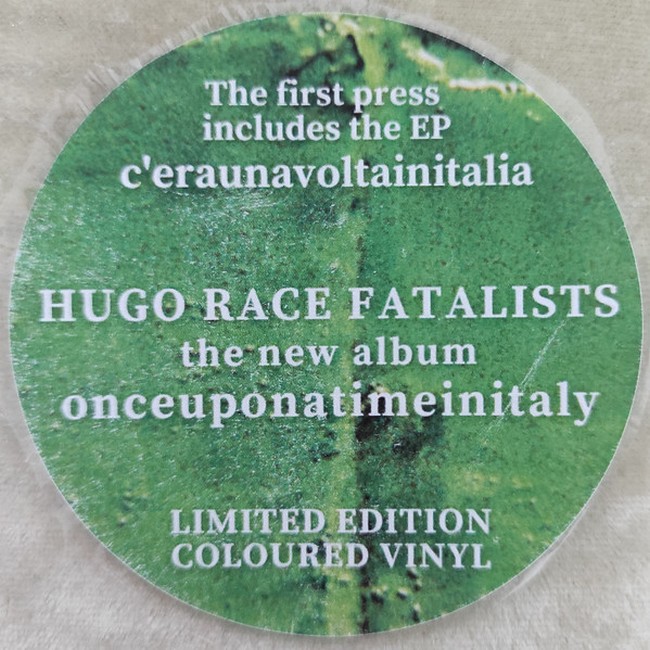 The first press
includes the EP
c'eraunavoltainitalia
HUGO RACE FATALISTS
the new album
onceuponatimeinitaly
LIMITED EDITION
COLOURED VINYL